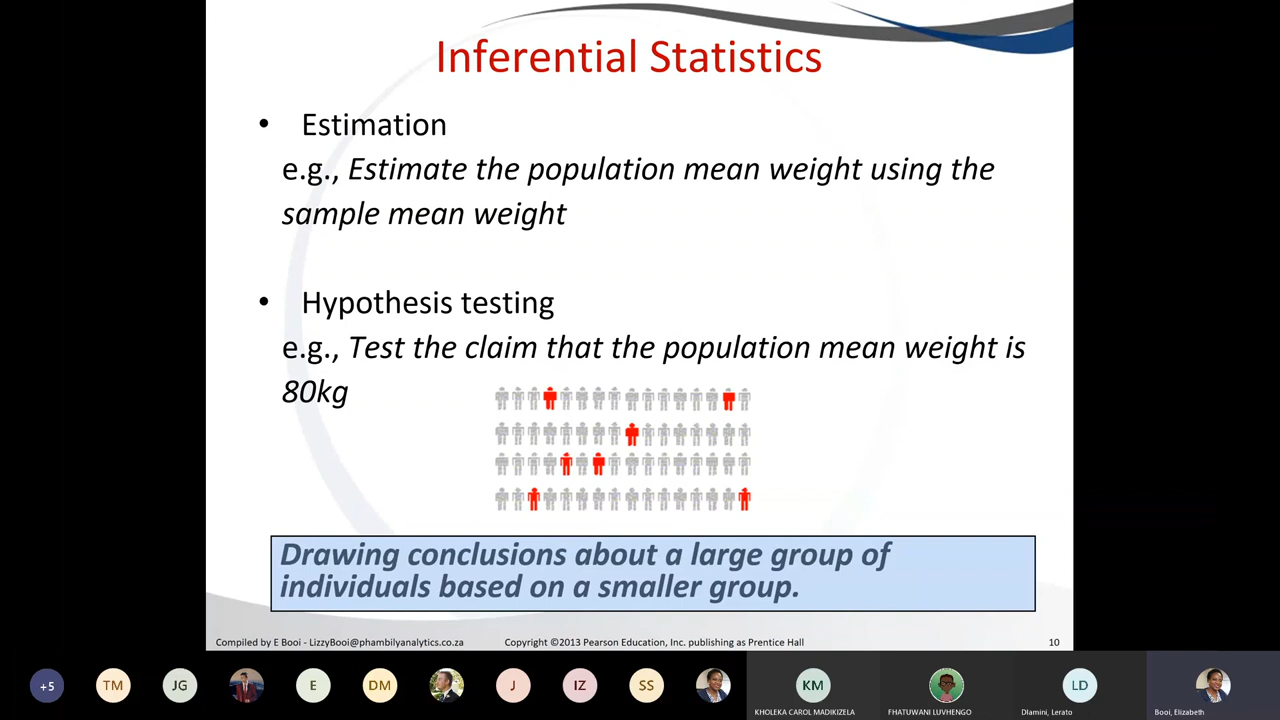 Inferential Statistics
• Estimation
e.g., Estimate the population mean weight using the
sample mean weight
• Hypothesis testing
e.g., Test the claim that the population mean weight is
80kg
Drawing conclusions about a large group of
individuals based on a smaller group.
Compiled by E Booi - LizzyBooi@phambilyanalytics.co.za Copyright ©2013 Pearson Education, Inc. publishing as Prentice Hall 10
+5 TM JG E DM J IZ SS KM LD
KHOLEKA CAROL MADIKIZELA FHATUWANI LUVHENGO Dlamini, Lerato Booi, Elizabeth